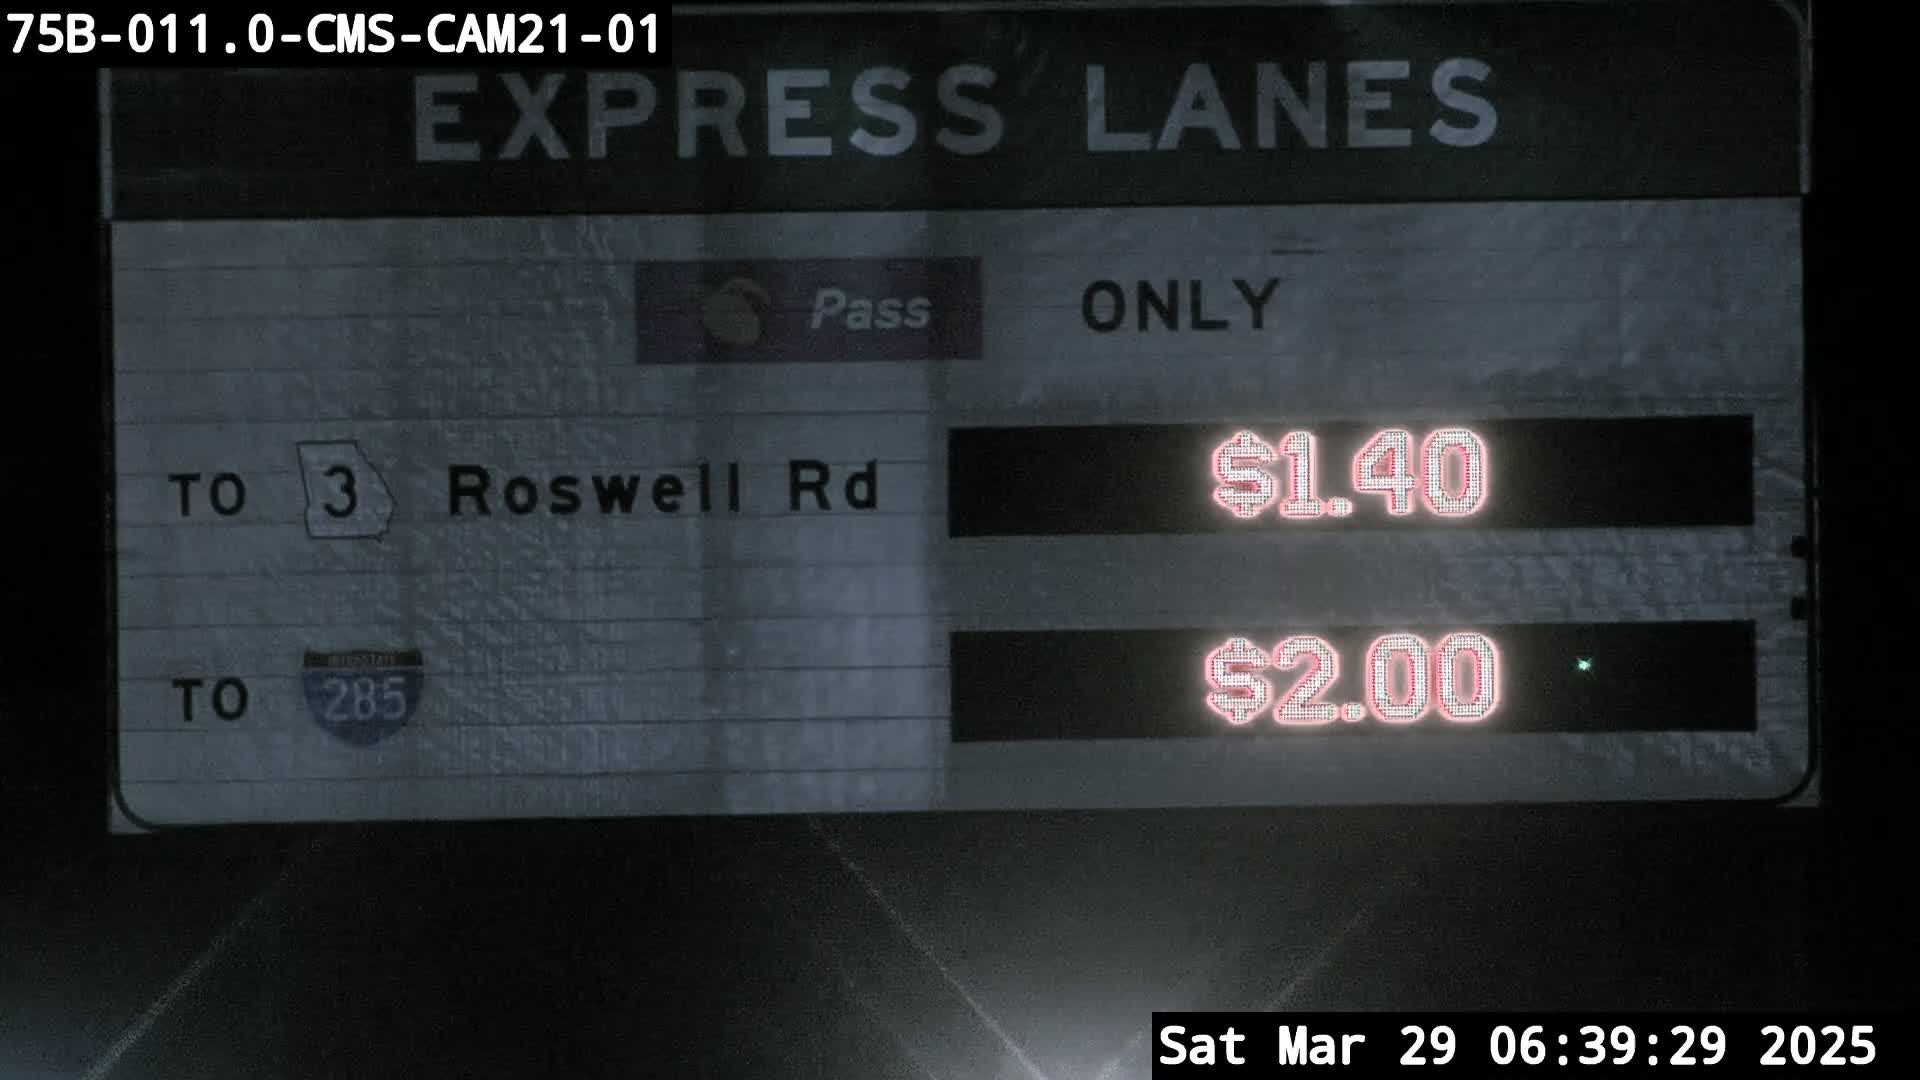 75B-011.0-CMS-CAM21-01
EXPRESS LANES
Pass ONLY
TO 3 Roswell Rd $1.40
INTERSTATE
TO 285 $2.00
Sat Mar 29 06:39:29 2025